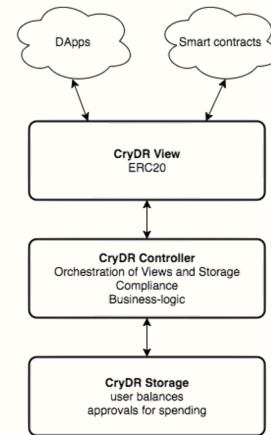 DApps
Smart contracts
CryDR View
ERC20
CryDR Controller
Orchestration of Views and Storage
Compliance
Business-logic
CryDR Storage
user balances
approvals for spending